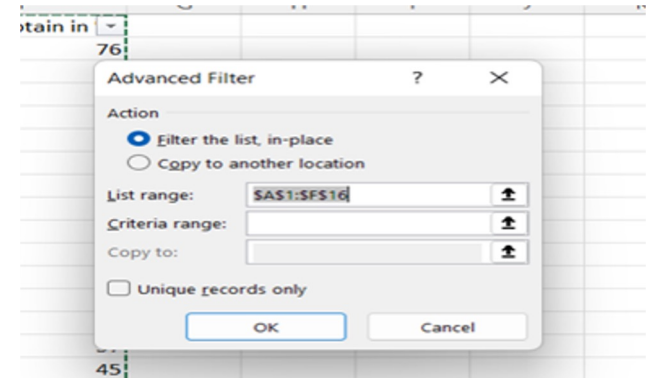 tain in
76
Advanced Filter ?
Action
Filter the list, in-place
Copy to another location
List range: $A$1:$F$16
Criteria range:
Copy to:
Unique records only
OK Cancel
45